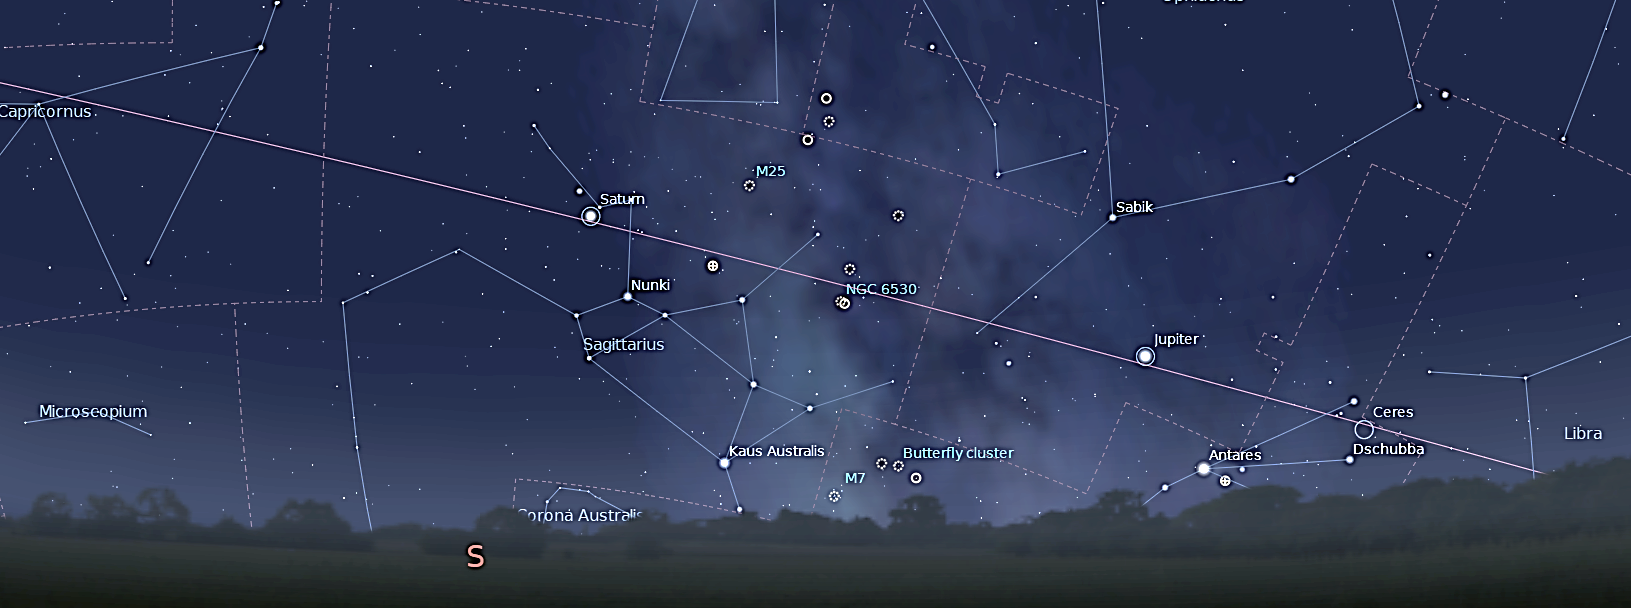 Capricornus
M25
Saturn
Sabik
Nunki
NGC 6530
Sagittarius
Jupiter
Microscopium
Ceres
Libra
Kaus Australis
Butterfly cluster
Antares
Dschubba
M7
Corona Australis
S